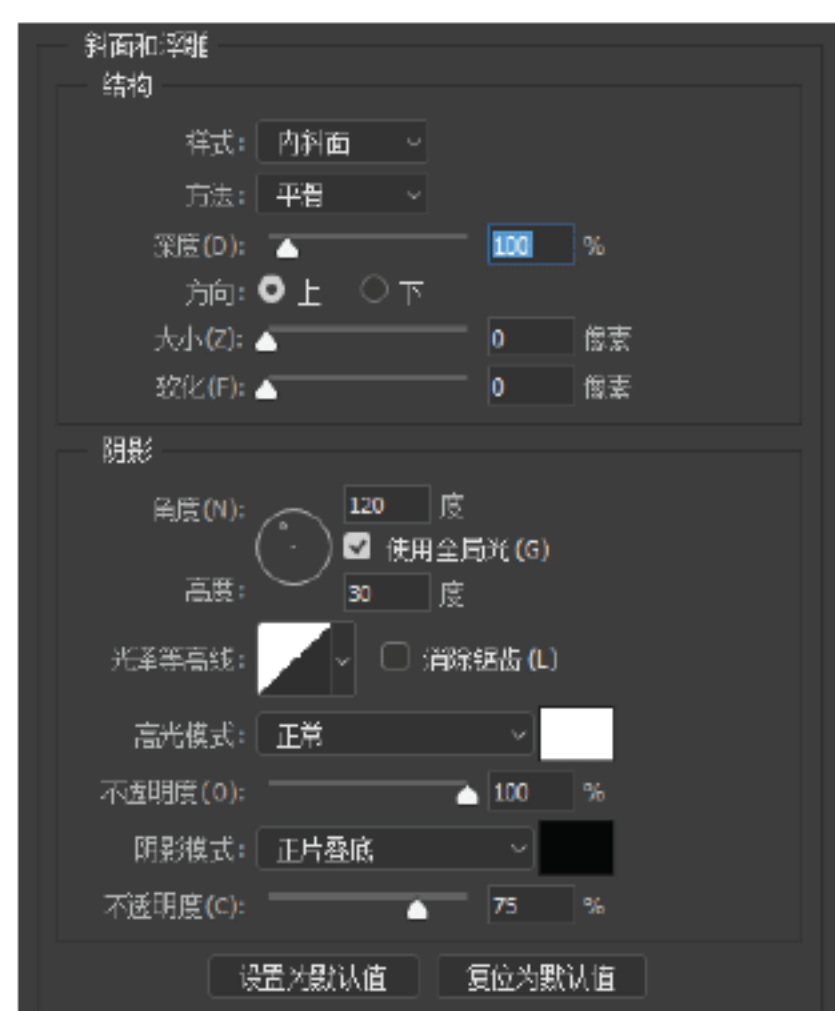 斜面和浮雕
结构
样式: 内斜面
方法: 平滑
深度(D): 100 %
方向: 上 下
大小(Z): 0 像素
软化(F): 0 像素
阴影
角度(N): 120 度
使用全局光(G)
高度: 30 度
光泽等高线: 消除锯齿(L)
高光模式: 正常
不透明度(O): 100 %
阴影模式: 正片叠底
不透明度(C): 75 %
设置为默认值 复位为默认值